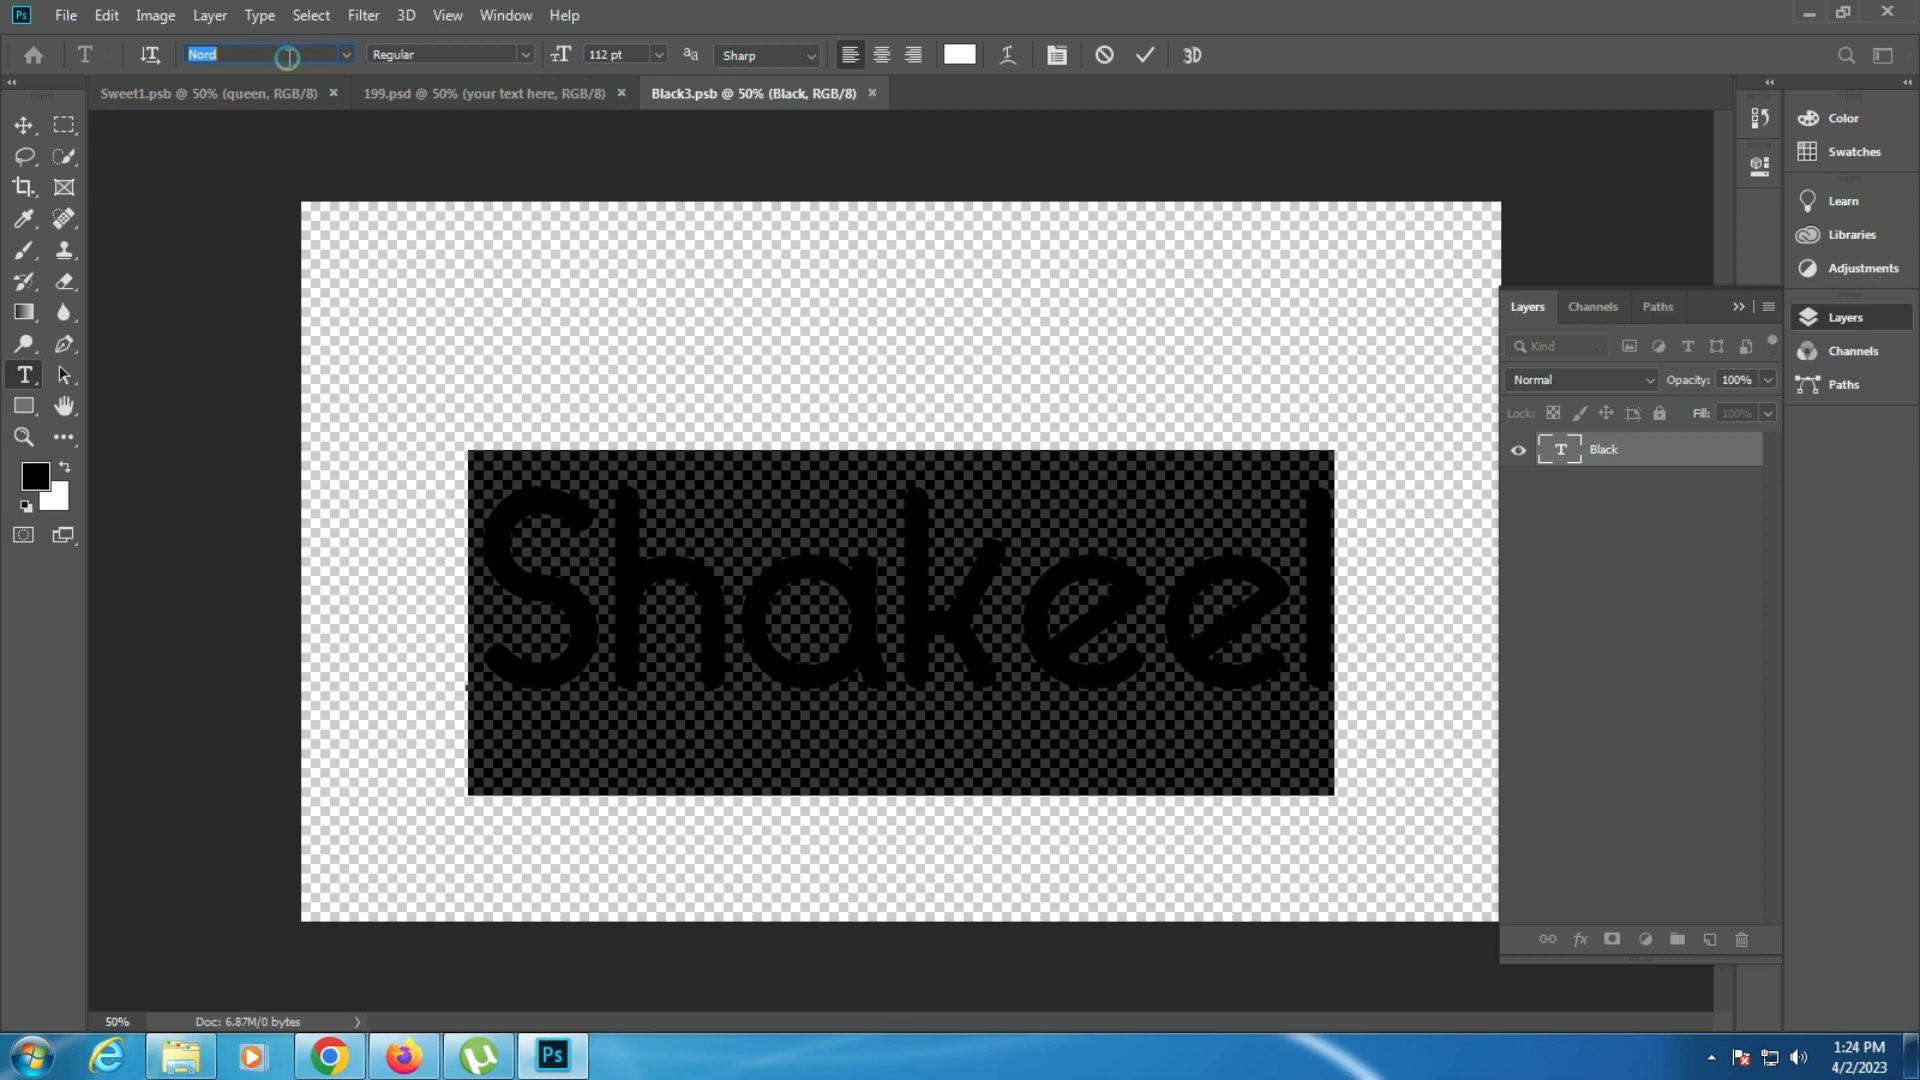 File Edit Image Layer Type Select Filter 3D View Window Help
Nord Regular 112 pt Sharp 3D
Sweet1.psb @ 50% (queen, RGB/8) 199.psd @ 50% (your text here, RGB/8) Black3.psb @ 50% (Black, RGB/8)
Color
Swatches
Learn
Libraries
Adjustments
Layers
Channels
Paths
Layers Channels Paths
Kind
Normal Opacity: 100%
Lock: Fill: 100%
Black
Shakeel
50% Doc: 6.87M/0 bytes
1:24 PM
4/2/2023